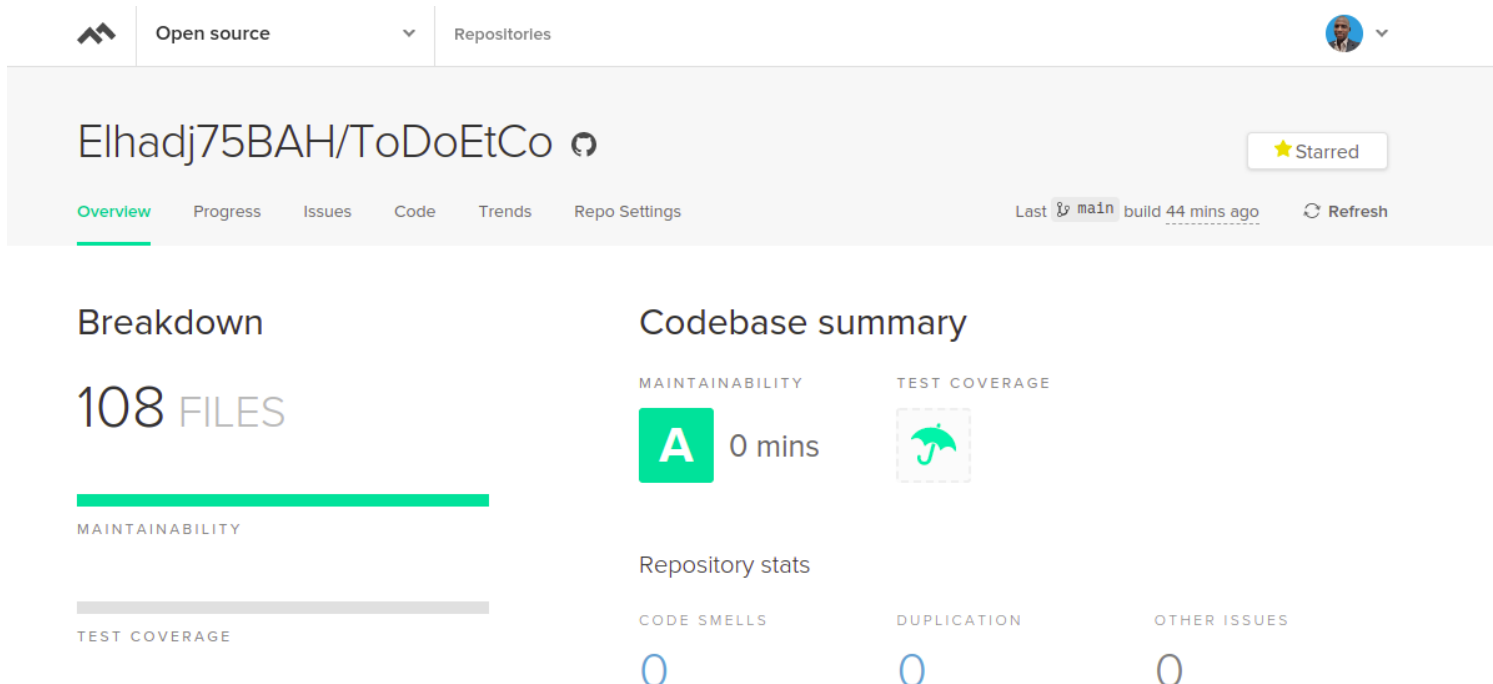 Open source
Repositories
Elhadj75BAH/ToDoEtCo
Starred
Overview Progress Issues Code Trends Repo Settings
Last main build 44 mins ago Refresh
Breakdown
108 FILES
MAINTAINABILITY
TEST COVERAGE
Codebase summary
MAINTAINABILITY TEST COVERAGE
A 0 mins
Repository stats
CODE SMELLS DUPLICATION OTHER ISSUES
0 0 0